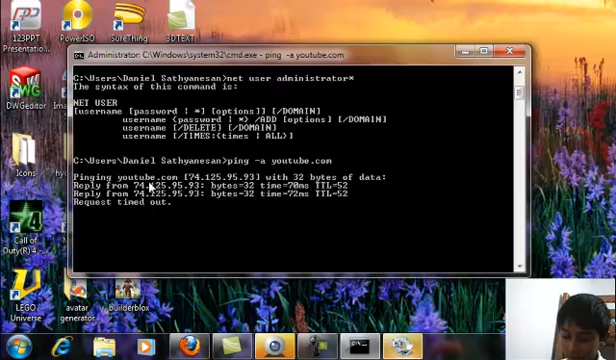 123PPT
PowerISO
SureThing
3DTEXT
Administrator: C:\Windows\system32\cmd.exe - ping -a youtube.com
C:\Users\Daniel Sathyanesan>net user administrator*
The syntax of this command is:
NET USER
[username [password | *] [options]] [/DOMAIN]
username {password | *} /ADD [options] [/DOMAIN]
username [/DELETE] [/DOMAIN]
username [/TIMES:{times | ALL}]
C:\Users\Daniel Sathyanesan>ping -a youtube.com
Pinging youtube.com [74.125.95.93] with 32 bytes of data:
Reply from 74.125.95.93: bytes=32 time=70ms TTL=52
Reply from 74.125.95.93: bytes=32 time=72ms TTL=52
Request timed out.
DWG
DWGeditor
Icons
Call of
Duty(R) 4
LEGO
Universe
avatar
generator
builderblox